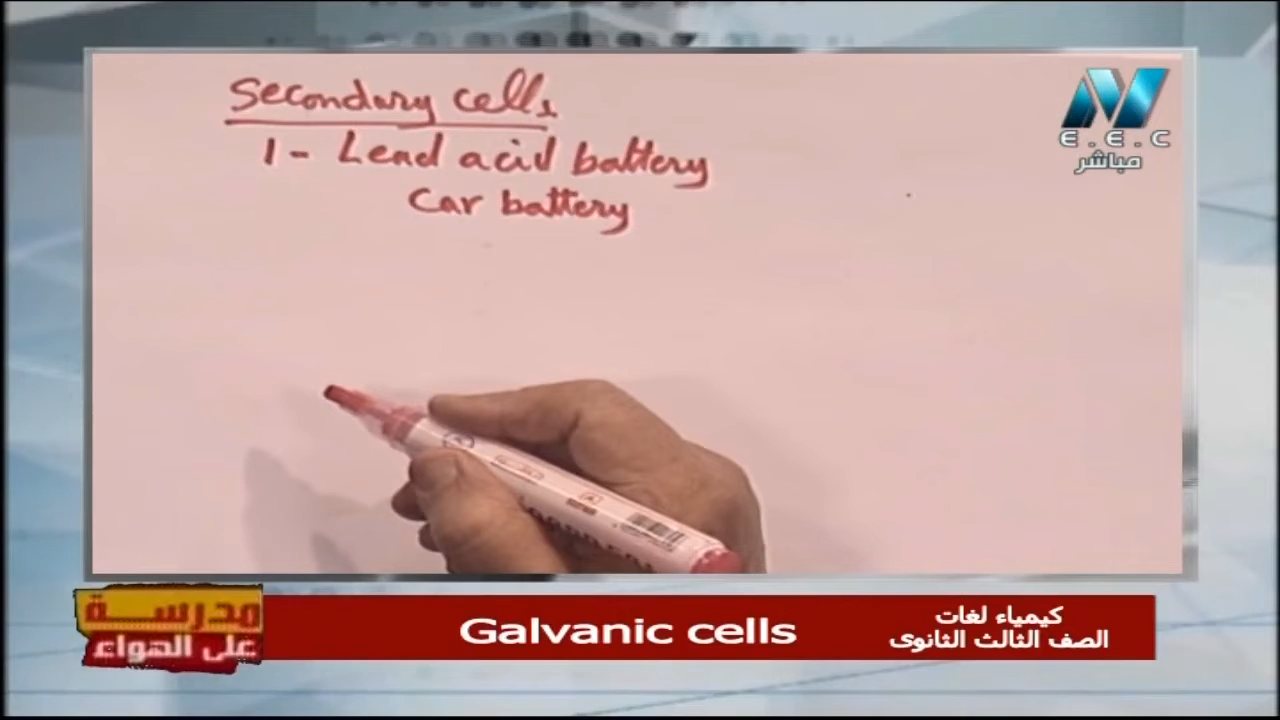 Secondary cells
1- Lead acid battery
Car battery
E.E.C
مباشر
مدرسة
على الهواء
Galvanic cells
كيمياء لغات
الصف الثالث الثانوى